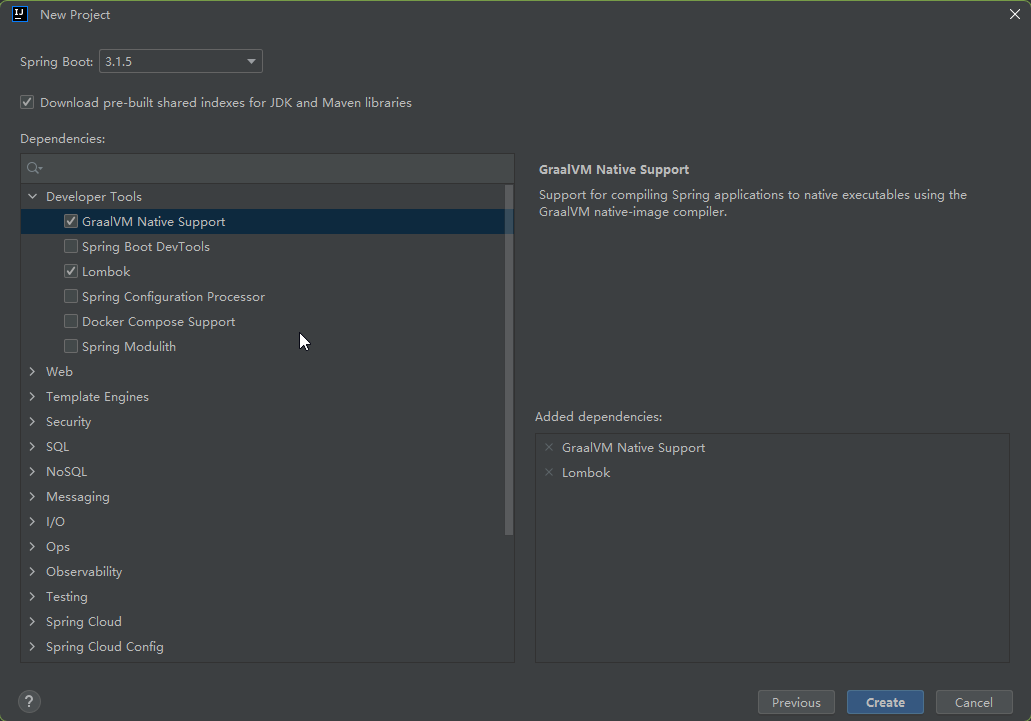 New Project
Spring Boot: 3.1.5
Download pre-built shared indexes for JDK and Maven libraries
Dependencies:
Developer Tools
GraalVM Native Support
Spring Boot DevTools
Lombok
Spring Configuration Processor
Docker Compose Support
Spring Modulith
Web
Template Engines
Security
SQL
NoSQL
Messaging
I/O
Ops
Observability
Testing
Spring Cloud
Spring Cloud Config
GraalVM Native Support
Support for compiling Spring applications to native executables using the
GraalVM native-image compiler.
Added dependencies:
GraalVM Native Support
Lombok
?
Previous Create Cancel